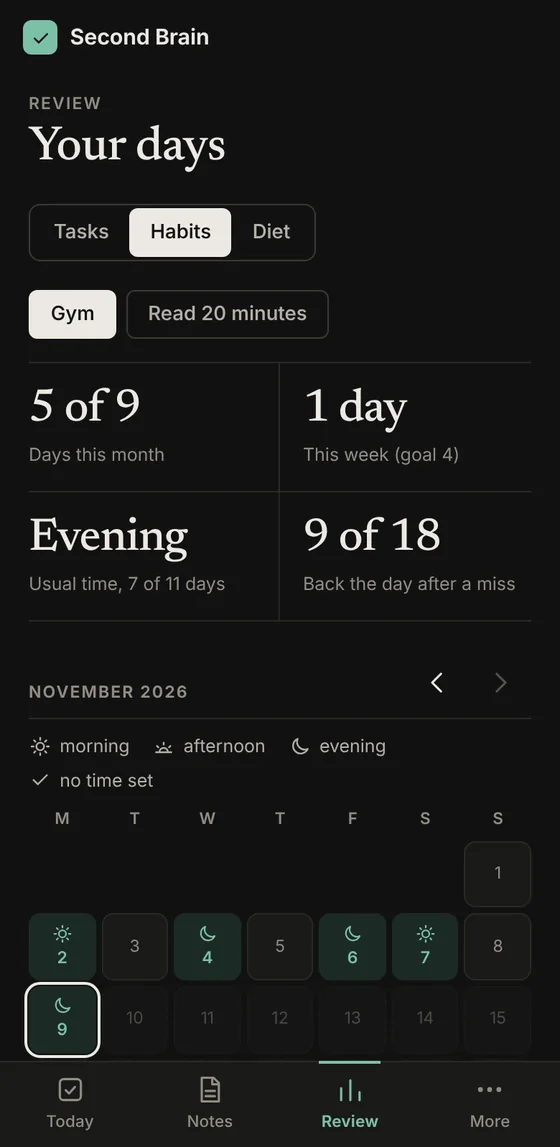 Second Brain
REVIEW
Your days
Tasks Habits Diet
Gym Read 20 minutes
5 of 9 1 day
Days this month This week (goal 4)
Evening 9 of 18
Usual time, 7 of 11 days Back the day after a miss
NOVEMBER 2026
morning afternoon evening
no time set
M T W T F S S
1
2 3 4 5 6 7 8
9 10 11 12 13 14 15
Today Notes Review More